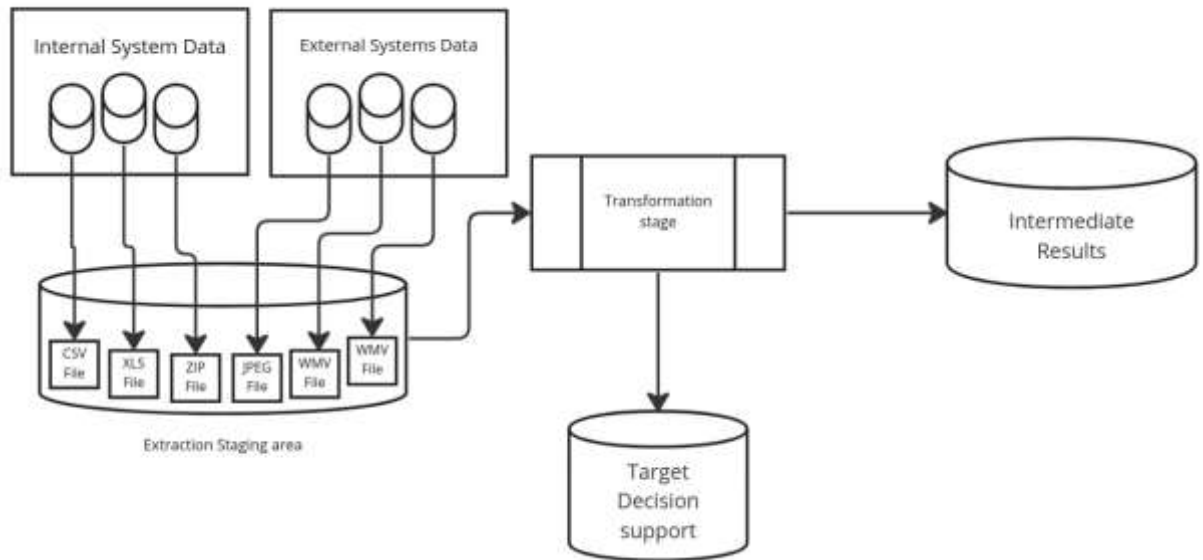 Internal System Data
External Systems Data
Transformation
stage
Intermediate
Results
CSV
File
XLS
File
ZIP
File
JPEG
File
WMV
File
WMV
File
Extraction Staging area
Target
Decision
support